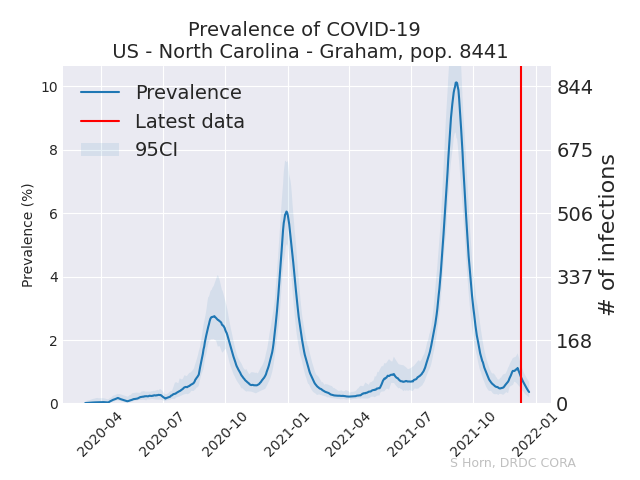 Prevalence of COVID-19
US - North Carolina - Graham, pop. 8441
Prevalence
Latest data
95CI
Prevalence (%)
10
8
6
4
2
0
844
675
506
337
168
0
# of infections
2020-04
2020-07
2020-10
2021-01
2021-04
2021-07
2021-10
2022-01
S Horn, DRDC CORA